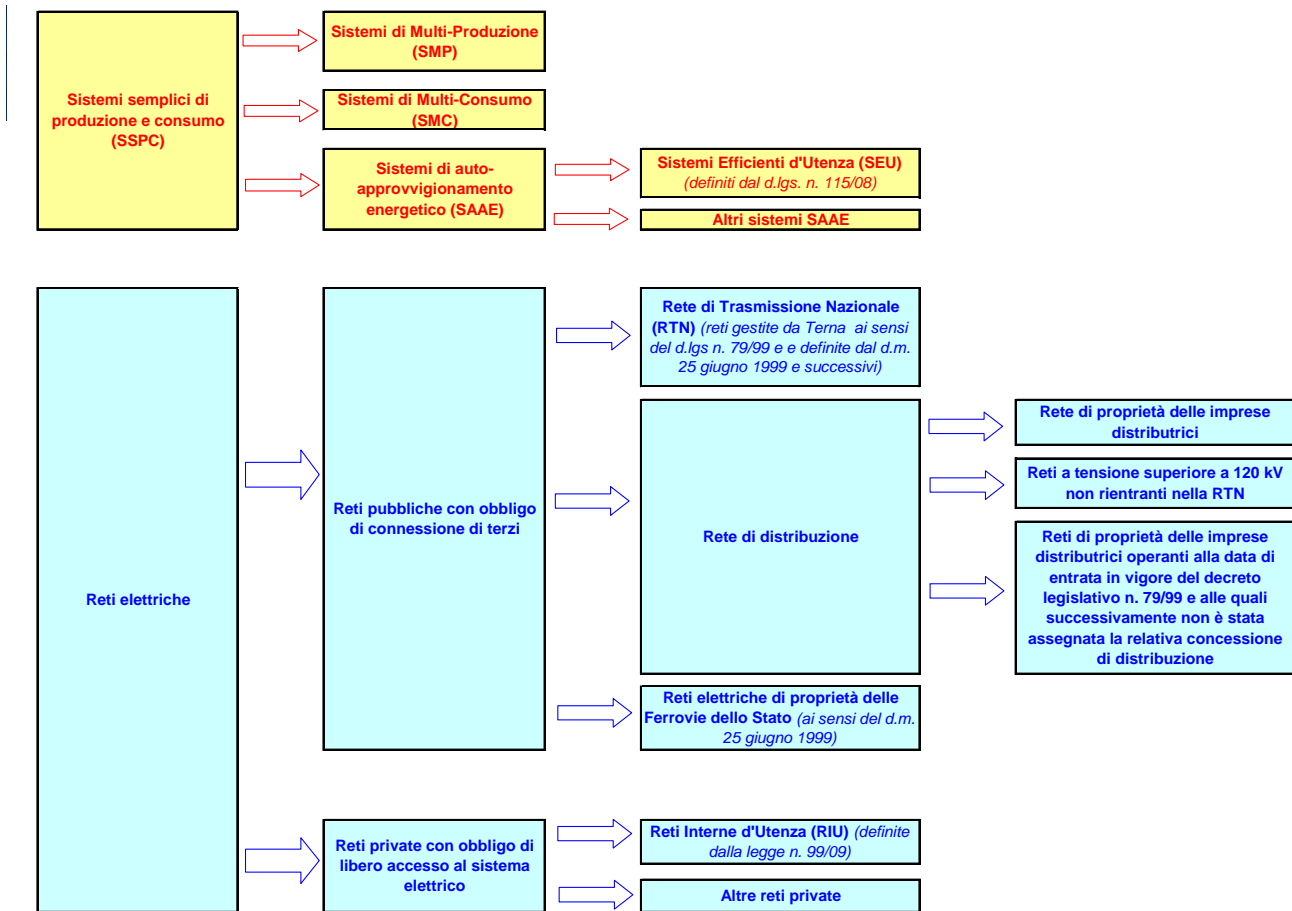 Sistemi semplici di
produzione e consumo
(SSPC)
Sistemi di Multi-Produzione
(SMP)
Sistemi di Multi-Consumo
(SMC)
Sistemi di auto-
approvvigionamento
energetico (SAAE)
Sistemi Efficienti d'Utenza (SEU)
(definiti dal d.lgs. n. 115/08)
Altri sistemi SAAE
Reti elettriche
Reti pubbliche con obbligo
di connessione di terzi
Rete di Trasmissione Nazionale
(RTN) (reti gestite da Terna ai sensi
del d.lgs n. 79/99 e e definite dal d.m.
25 giugno 1999 e successivi)
Rete di distribuzione
Rete di proprietà delle imprese
distributrici
Reti a tensione superiore a 120 kV
non rientranti nella RTN
Reti di proprietà delle imprese
distributrici operanti alla data di
entrata in vigore del decreto
legislativo n. 79/99 e alle quali
successivamente non è stata
assegnata la relativa concessione
di distribuzione
Reti elettriche di proprietà delle
Ferrovie dello Stato (ai sensi del d.m.
25 giugno 1999)
Reti private con obbligo di
libero accesso al sistema
elettrico
Reti Interne d'Utenza (RIU) (definite
dalla legge n. 99/09)
Altre reti private